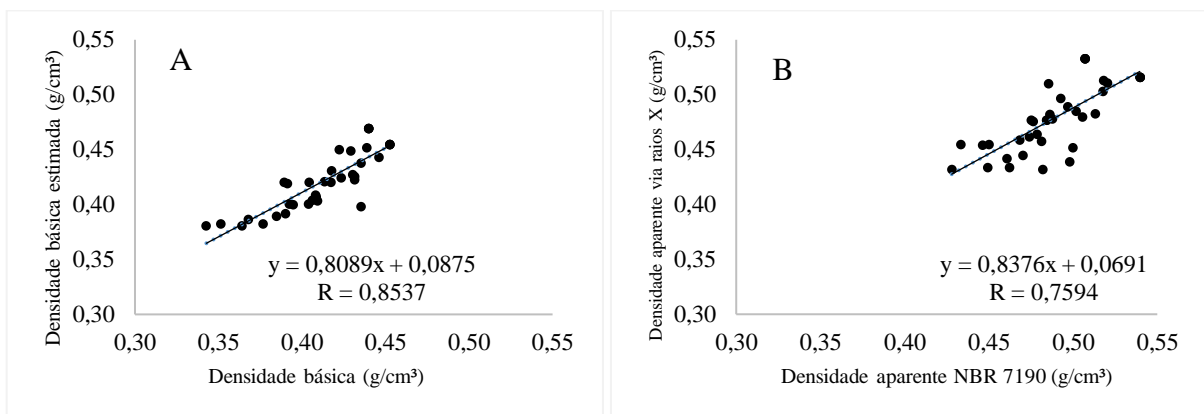 A
Densidade básica estimada (g/cm³)
0,55
0,50
0,45
0,40
0,35
0,30
y = 0,8089x + 0,0875
R = 0,8537
0,30 0,35 0,40 0,45 0,50 0,55
Densidade básica (g/cm³)
B
Densidade aparente via raios X (g/cm³)
0,55
0,50
0,45
0,40
0,35
0,30
y = 0,8376x + 0,0691
R = 0,7594
0,30 0,35 0,40 0,45 0,50 0,55
Densidade aparente NBR 7190 (g/cm³)